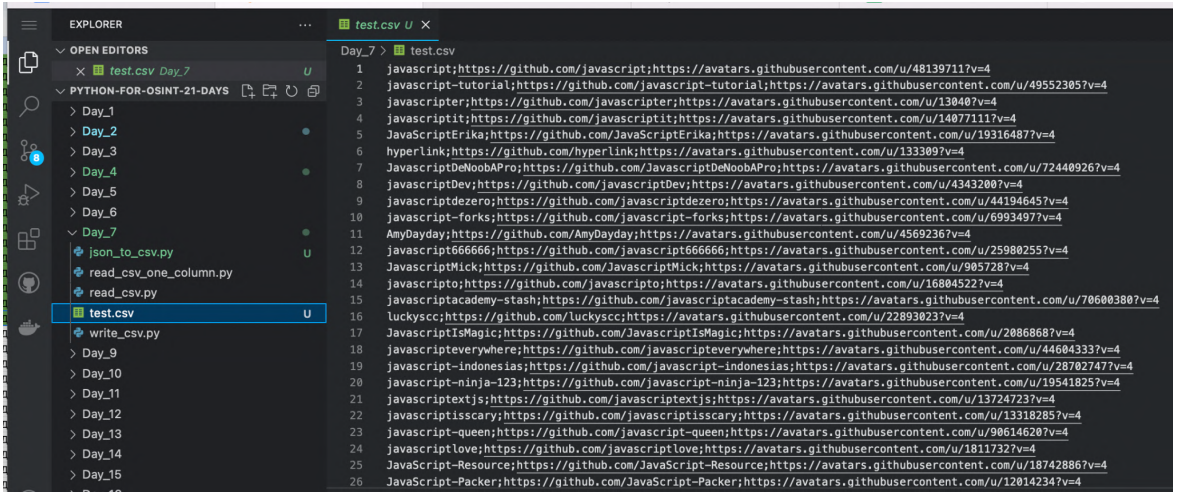 EXPLORER
OPEN EDITORS
test.csv Day_7 U
PYTHON-FOR-OSINT-21-DAYS
Day_1
Day_2
Day_3
Day_4
Day_5
Day_6
Day_7
json_to_csv.py U
read_csv_one_column.py
read_csv.py
test.csv U
write_csv.py
Day_9
Day_10
Day_11
Day_12
Day_13
Day_14
Day_15
8
test.csv U
Day_7 > test.csv
1 javascript;https://github.com/javascript;https://avatars.githubusercontent.com/u/48139711?v=4
2 javascript-tutorial;https://github.com/javascript-tutorial;https://avatars.githubusercontent.com/u/49552305?v=4
3 javascripter;https://github.com/javascripter;https://avatars.githubusercontent.com/u/13040?v=4
4 javascriptit;https://github.com/javascriptit;https://avatars.githubusercontent.com/u/14077111?v=4
5 JavaScriptErika;https://github.com/JavaScriptErika;https://avatars.githubusercontent.com/u/19316487?v=4
6 hyperlink;https://github.com/hyperlink;https://avatars.githubusercontent.com/u/133309?v=4
7 JavascriptDeNoobAPro;https://github.com/JavascriptDeNoobAPro;https://avatars.githubusercontent.com/u/72440926?v=4
8 javascriptDev;https://github.com/javascriptDev;https://avatars.githubusercontent.com/u/4343200?v=4
9 javascriptdezero;https://github.com/javascriptdezero;https://avatars.githubusercontent.com/u/44194645?v=4
10 javascript-forks;https://github.com/javascript-forks;https://avatars.githubusercontent.com/u/6993497?v=4
11 AmyDayday;https://github.com/AmyDayday;https://avatars.githubusercontent.com/u/4569236?v=4
12 javascript666666;https://github.com/javascript666666;https://avatars.githubusercontent.com/u/25980255?v=4
13 JavascriptMick;https://github.com/JavascriptMick;https://avatars.githubusercontent.com/u/905728?v=4
14 javascripto;https://github.com/javascripto;https://avatars.githubusercontent.com/u/16804522?v=4
15 javascriptacademy-stash;https://github.com/javascriptacademy-stash;https://avatars.githubusercontent.com/u/70600380?v=4
16 luckyscc;https://github.com/luckyscc;https://avatars.githubusercontent.com/u/22893023?v=4
17 JavascriptIsMagic;https://github.com/JavascriptIsMagic;https://avatars.githubusercontent.com/u/2086868?v=4
18 javascripteverywhere;https://github.com/javascripteverywhere;https://avatars.githubusercontent.com/u/44604333?v=4
19 javascript-indonesias;https://github.com/javascript-indonesias;https://avatars.githubusercontent.com/u/28702747?v=4
20 javascript-ninja-123;https://github.com/javascript-ninja-123;https://avatars.githubusercontent.com/u/19541825?v=4
21 javascriptextjs;https://github.com/javascriptextjs;https://avatars.githubusercontent.com/u/13724723?v=4
22 javascriptisscary;https://github.com/javascriptisscary;https://avatars.githubusercontent.com/u/13318285?v=4
23 javascript-queen;https://github.com/javascript-queen;https://avatars.githubusercontent.com/u/90614620?v=4
24 javascriptlove;https://github.com/javascriptlove;https://avatars.githubusercontent.com/u/1811732?v=4
25 JavaScript-Resource;https://github.com/JavaScript-Resource;https://avatars.githubusercontent.com/u/18742886?v=4
26 JavaScript-Packer;https://github.com/JavaScript-Packer;https://avatars.githubusercontent.com/u/12014234?v=4